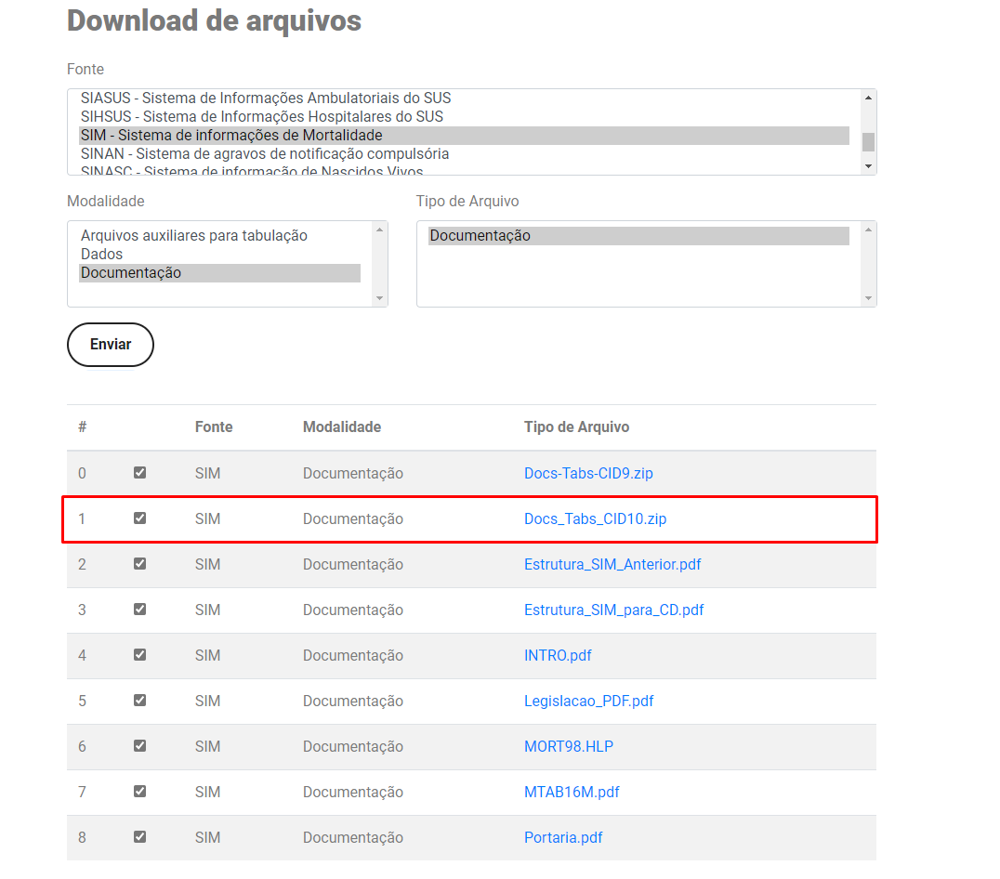 Download de arquivos
Fonte
SIASUS - Sistema de Informações Ambulatoriais do SUS
SIHSUS - Sistema de Informações Hospitalares do SUS
SIM - Sistema de informações de Mortalidade
SINAN - Sistema de agravos de notificação compulsória
SINASC - Sistema de informação de Nascidos Vivos
Modalidade Tipo de Arquivo
Arquivos auxiliares para tabulação Documentação
Dados
Documentação
Enviar
# Fonte Modalidade Tipo de Arquivo
0 SIM Documentação Docs-Tabs-CID9.zip
1 SIM Documentação Docs_Tabs_CID10.zip
2 SIM Documentação Estrutura_SIM_Anterior.pdf
3 SIM Documentação Estrutura_SIM_para_CD.pdf
4 SIM Documentação INTRO.pdf
5 SIM Documentação Legislacao_PDF.pdf
6 SIM Documentação MORT98.HLP
7 SIM Documentação MTAB16M.pdf
8 SIM Documentação Portaria.pdf